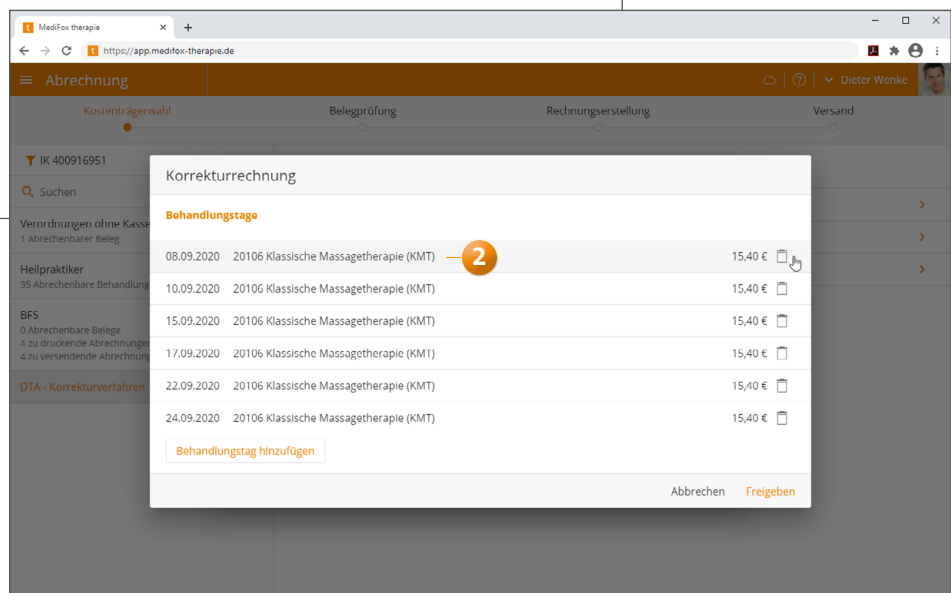 t MediFox therapie
t https://app.medifox-therapie.de
Abrechnung
Dieter Wenke
Kostenträgerwahl Belegprüfung Rechnungserstellung Versand
IK 400916951
Suchen
Verordnungen ohne Kasse
1 Abrechenbarer Beleg
Heilpraktiker
35 Abrechenbare Behandlung
BFS
0 Abrechenbare Belege
4 zu druckende Abrechnungen
4 zu versendende Abrechnung
DTA - Korrekturverfahren
Korrekturrechnung
Behandlungstage
08.09.2020 20106 Klassische Massagetherapie (KMT) 2 15,40 €
10.09.2020 20106 Klassische Massagetherapie (KMT) 15,40 €
15.09.2020 20106 Klassische Massagetherapie (KMT) 15,40 €
17.09.2020 20106 Klassische Massagetherapie (KMT) 15,40 €
22.09.2020 20106 Klassische Massagetherapie (KMT) 15,40 €
24.09.2020 20106 Klassische Massagetherapie (KMT) 15,40 €
Behandlungstag hinzufügen
Abbrechen Freigeben